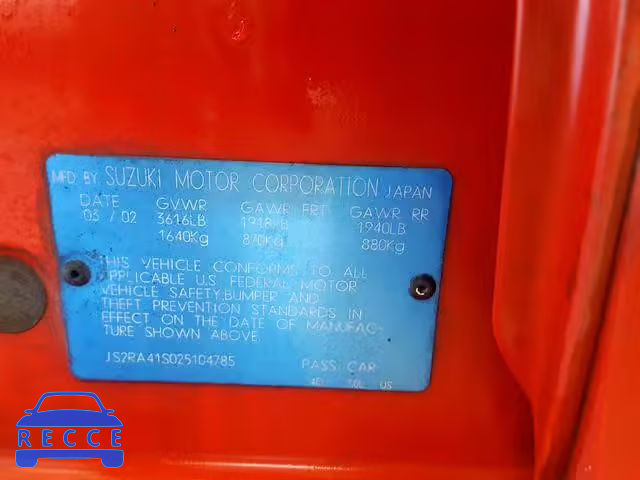 MFD BY SUZUKI MOTOR CORPORATION JAPAN
DATE GVWR GAWR FRT GAWR RR
03 / 02 3616LB 1918LB 1940LB
1640Kg 870Kg 880Kg
THIS VEHICLE CONFORMS TO ALL
APPLICABLE U.S FEDERAL MOTOR
VEHICLE SAFETY,BUMPER AND
THEFT PREVENTION STANDARDS IN
EFFECT ON THE DATE OF MANUFAC-
TURE SHOWN ABOVE.
JS2RA41S025104785 PASS CAR
US
RECCE